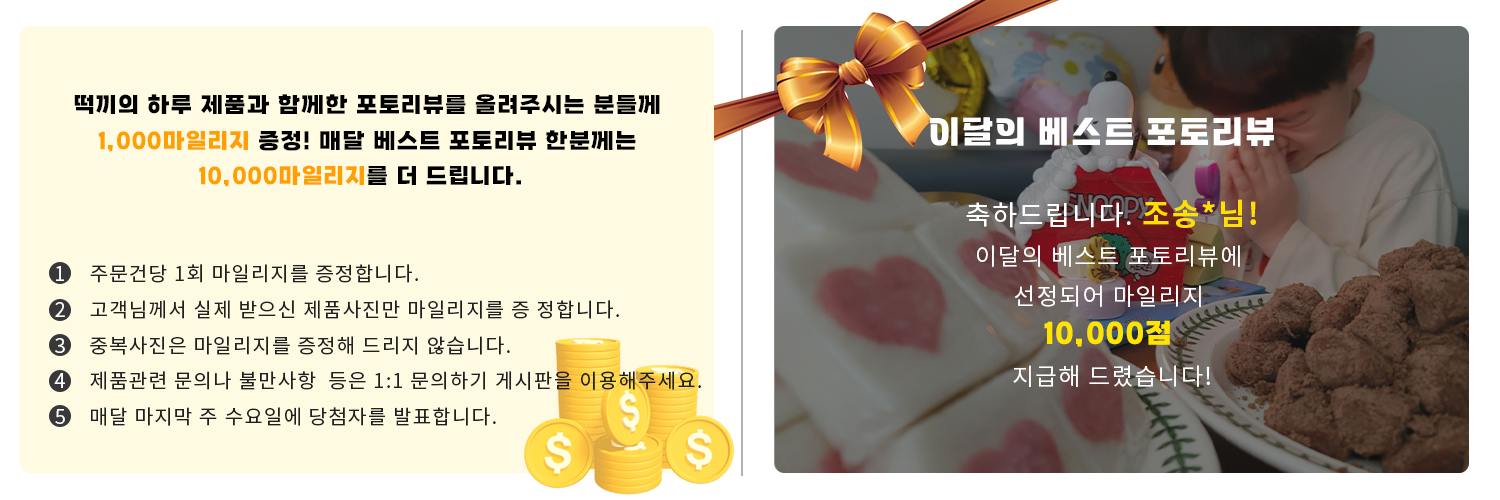 떡끼의 하루 제품과 함께한 포토리뷰를 올려주시는 분들께
1,000마일리지 증정! 매달 베스트 포토리뷰 한분께는
10,000마일리지를 더 드립니다.
1 주문건당 1회 마일리지를 증정합니다.
2 고객님께서 실제 받으신 제품사진만 마일리지를 증 정합니다.
3 중복사진은 마일리지를 증정해 드리지 않습니다.
4 제품관련 문의나 불만사항 등은 1:1 문의하기 게시판을 이용해주세요.
5 매달 마지막 주 수요일에 당첨자를 발표합니다.
$ $ $
이달의 베스트 포토리뷰
SNOOPY
축하드립니다. 조송*님!
이달의 베스트 포토리뷰에
선정되어 마일리지
10,000점
지급해 드렸습니다!